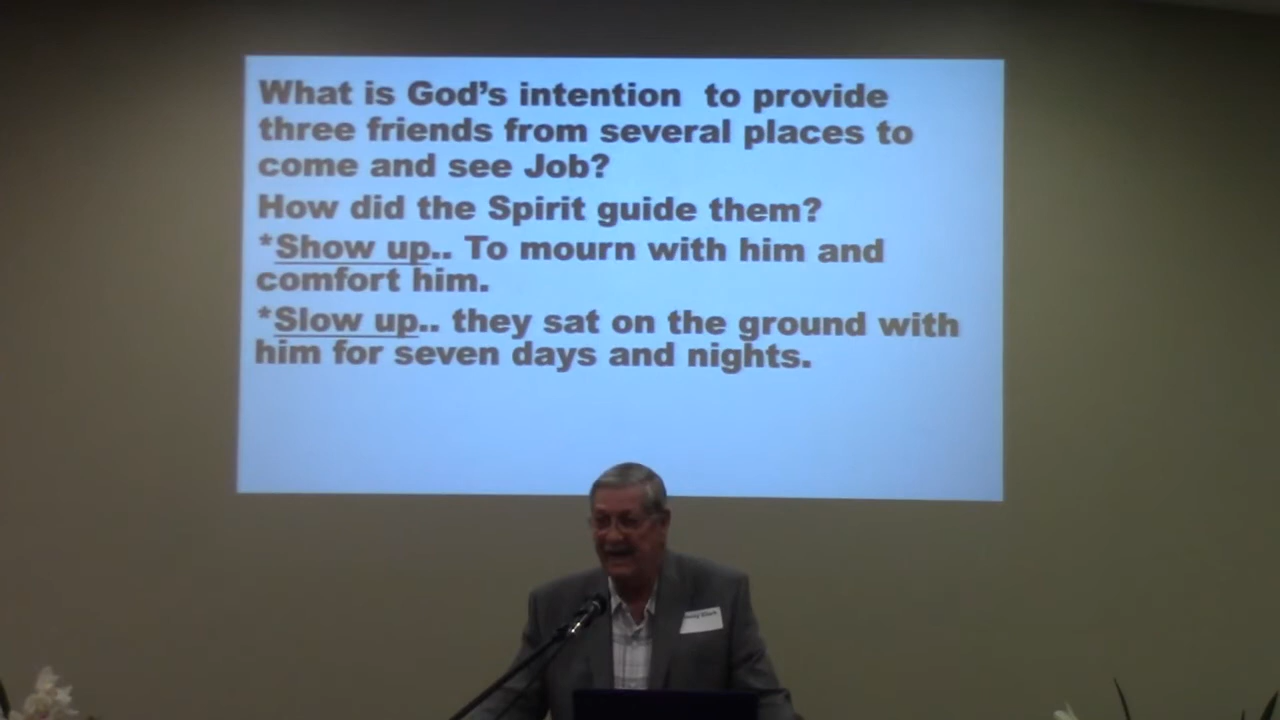 What is God's intention to provide
three friends from several places to
come and see Job?
How did the Spirit guide them?
*Show up.. To mourn with him and
comfort him.
*Slow up.. they sat on the ground with
him for seven days and nights.